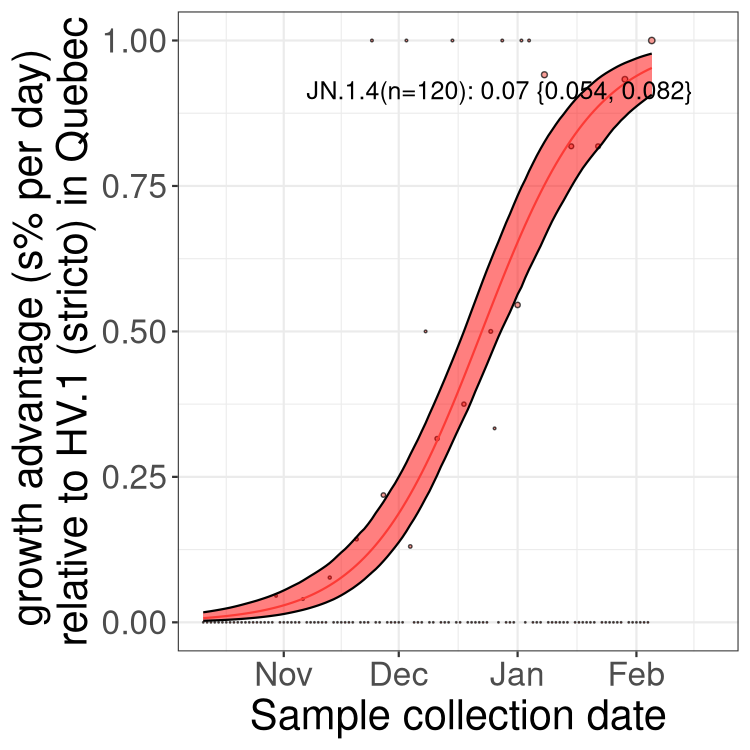 growth advantage (s% per day)
relative to HV.1 (stricto) in Quebec
1.00
0.75
0.50
0.25
0.00
JN.1.4(n=120): 0.07 {0.054, 0.082}
Nov Dec Jan Feb
Sample collection date